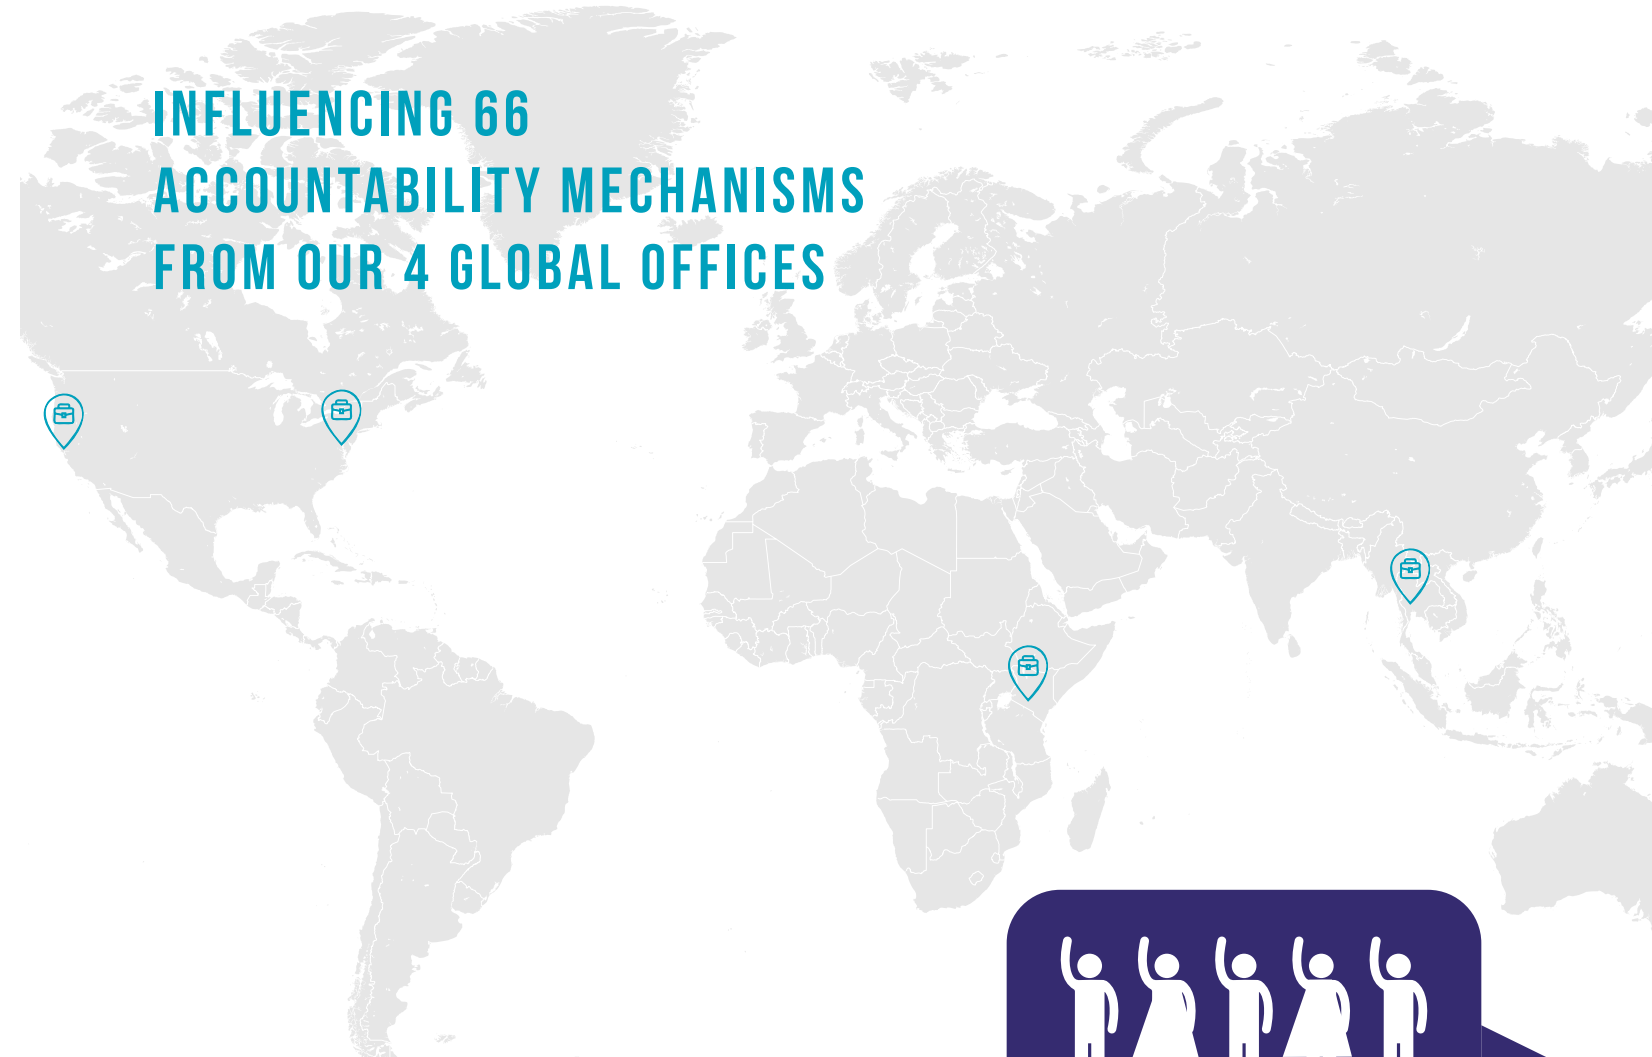 INFLUENCING 66
ACCOUNTABILITY MECHANISMS
FROM OUR 4 GLOBAL OFFICES